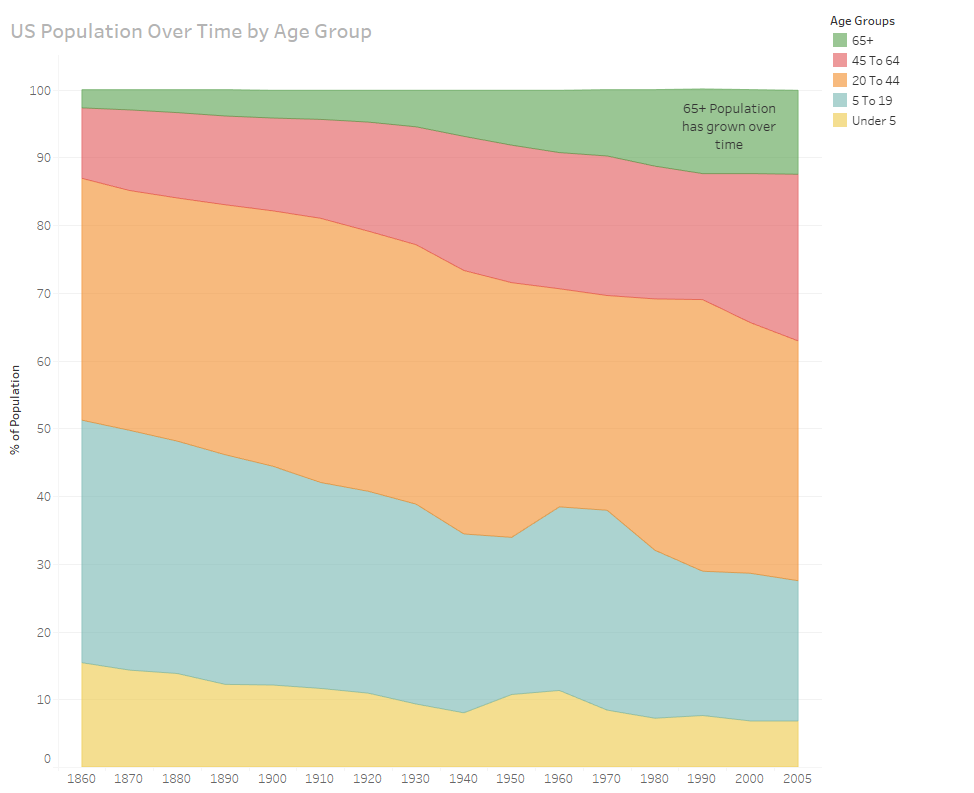 US Population Over Time by Age Group
Age Groups
65+
45 To 64
20 To 44
5 To 19
Under 5
% of Population
100
90
80
70
60
50
40
30
20
10
0
65+ Population
has grown over
time
1860 1870 1880 1890 1900 1910 1920 1930 1940 1950 1960 1970 1980 1990 2000 2005